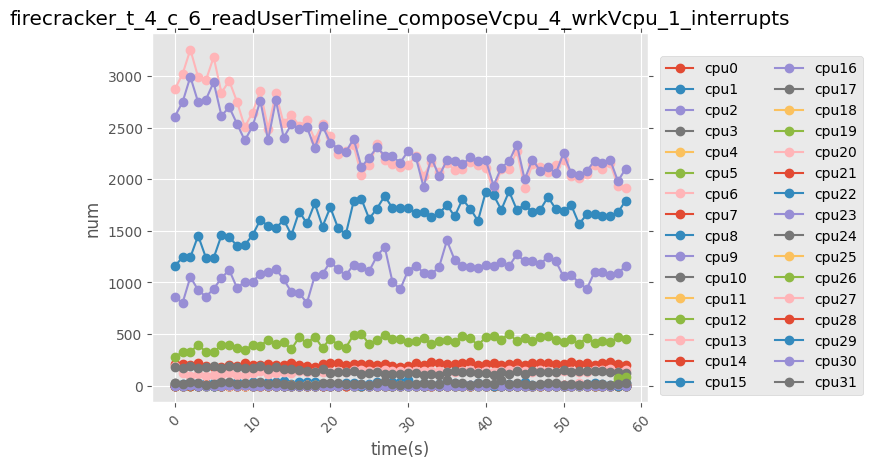 firecracker_t_4_c_6_readUserTimeline_composeVcpu_4_wrkVcpu_1_interrupts
num
3000
2500
2000
1500
1000
500
0
0 10 20 30 40 50 60
time(s)
cpu0 cpu16
cpu1 cpu17
cpu2 cpu18
cpu3 cpu19
cpu4 cpu20
cpu5 cpu21
cpu6 cpu22
cpu7 cpu23
cpu8 cpu24
cpu9 cpu25
cpu10 cpu26
cpu11 cpu27
cpu12 cpu28
cpu13 cpu29
cpu14 cpu30
cpu15 cpu31